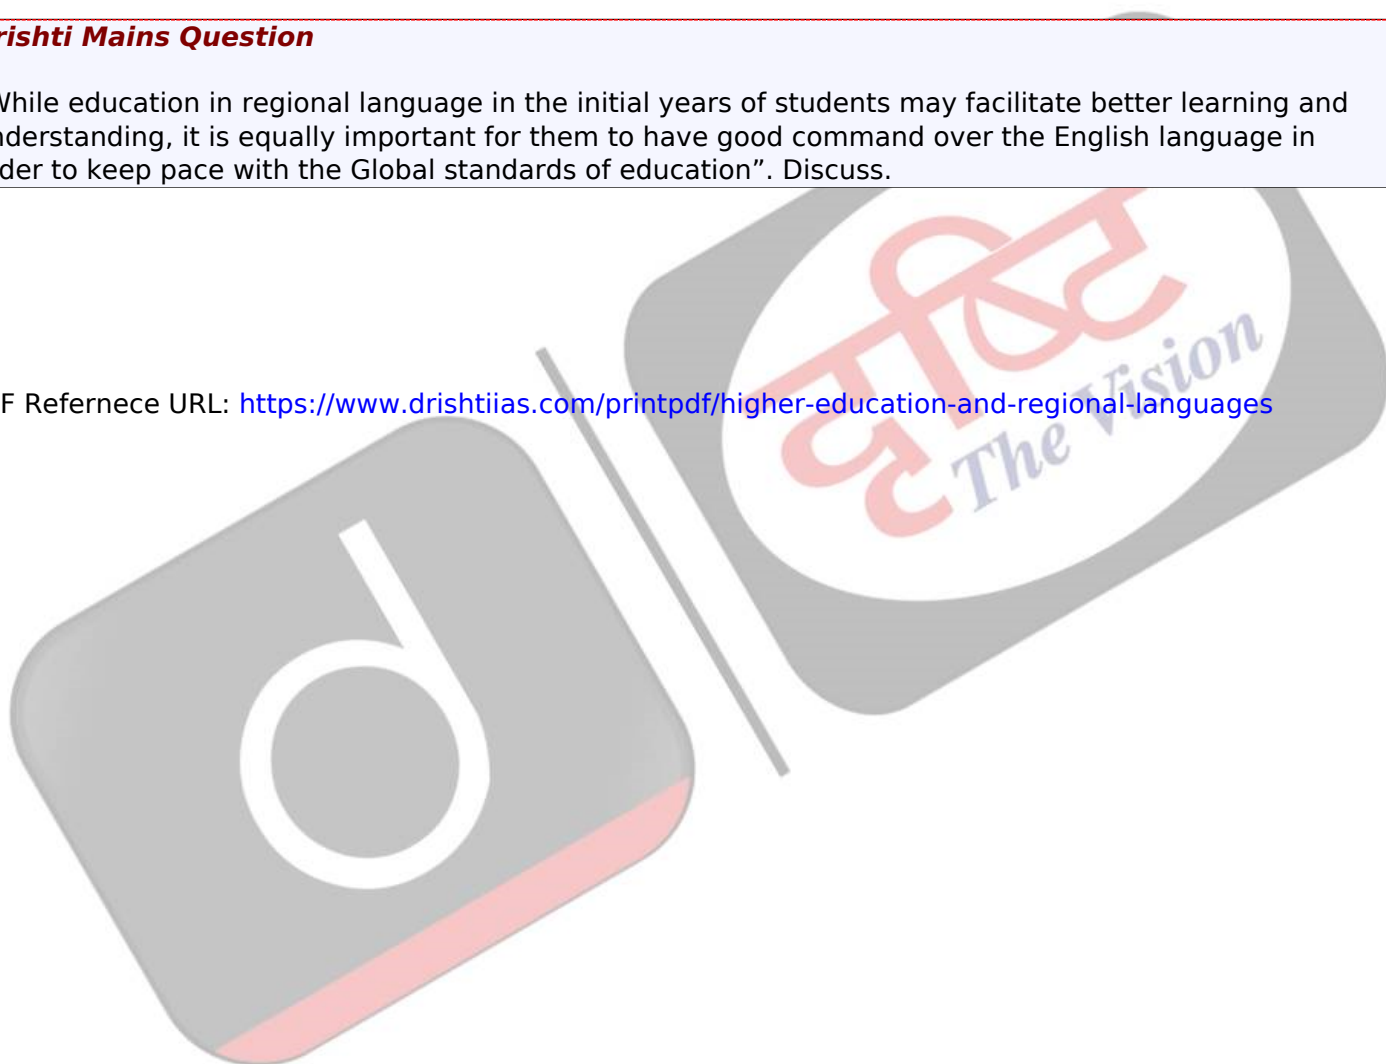 rishti Mains Question
While education in regional language in the initial years of students may facilitate better learning and
nderstanding, it is equally important for them to have good command over the English language in
der to keep pace with the Global standards of education”. Discuss.
दृष्टि
The Vision
F Refernece URL: https://www.drishtiias.com/printpdf/higher-education-and-regional-languages
d